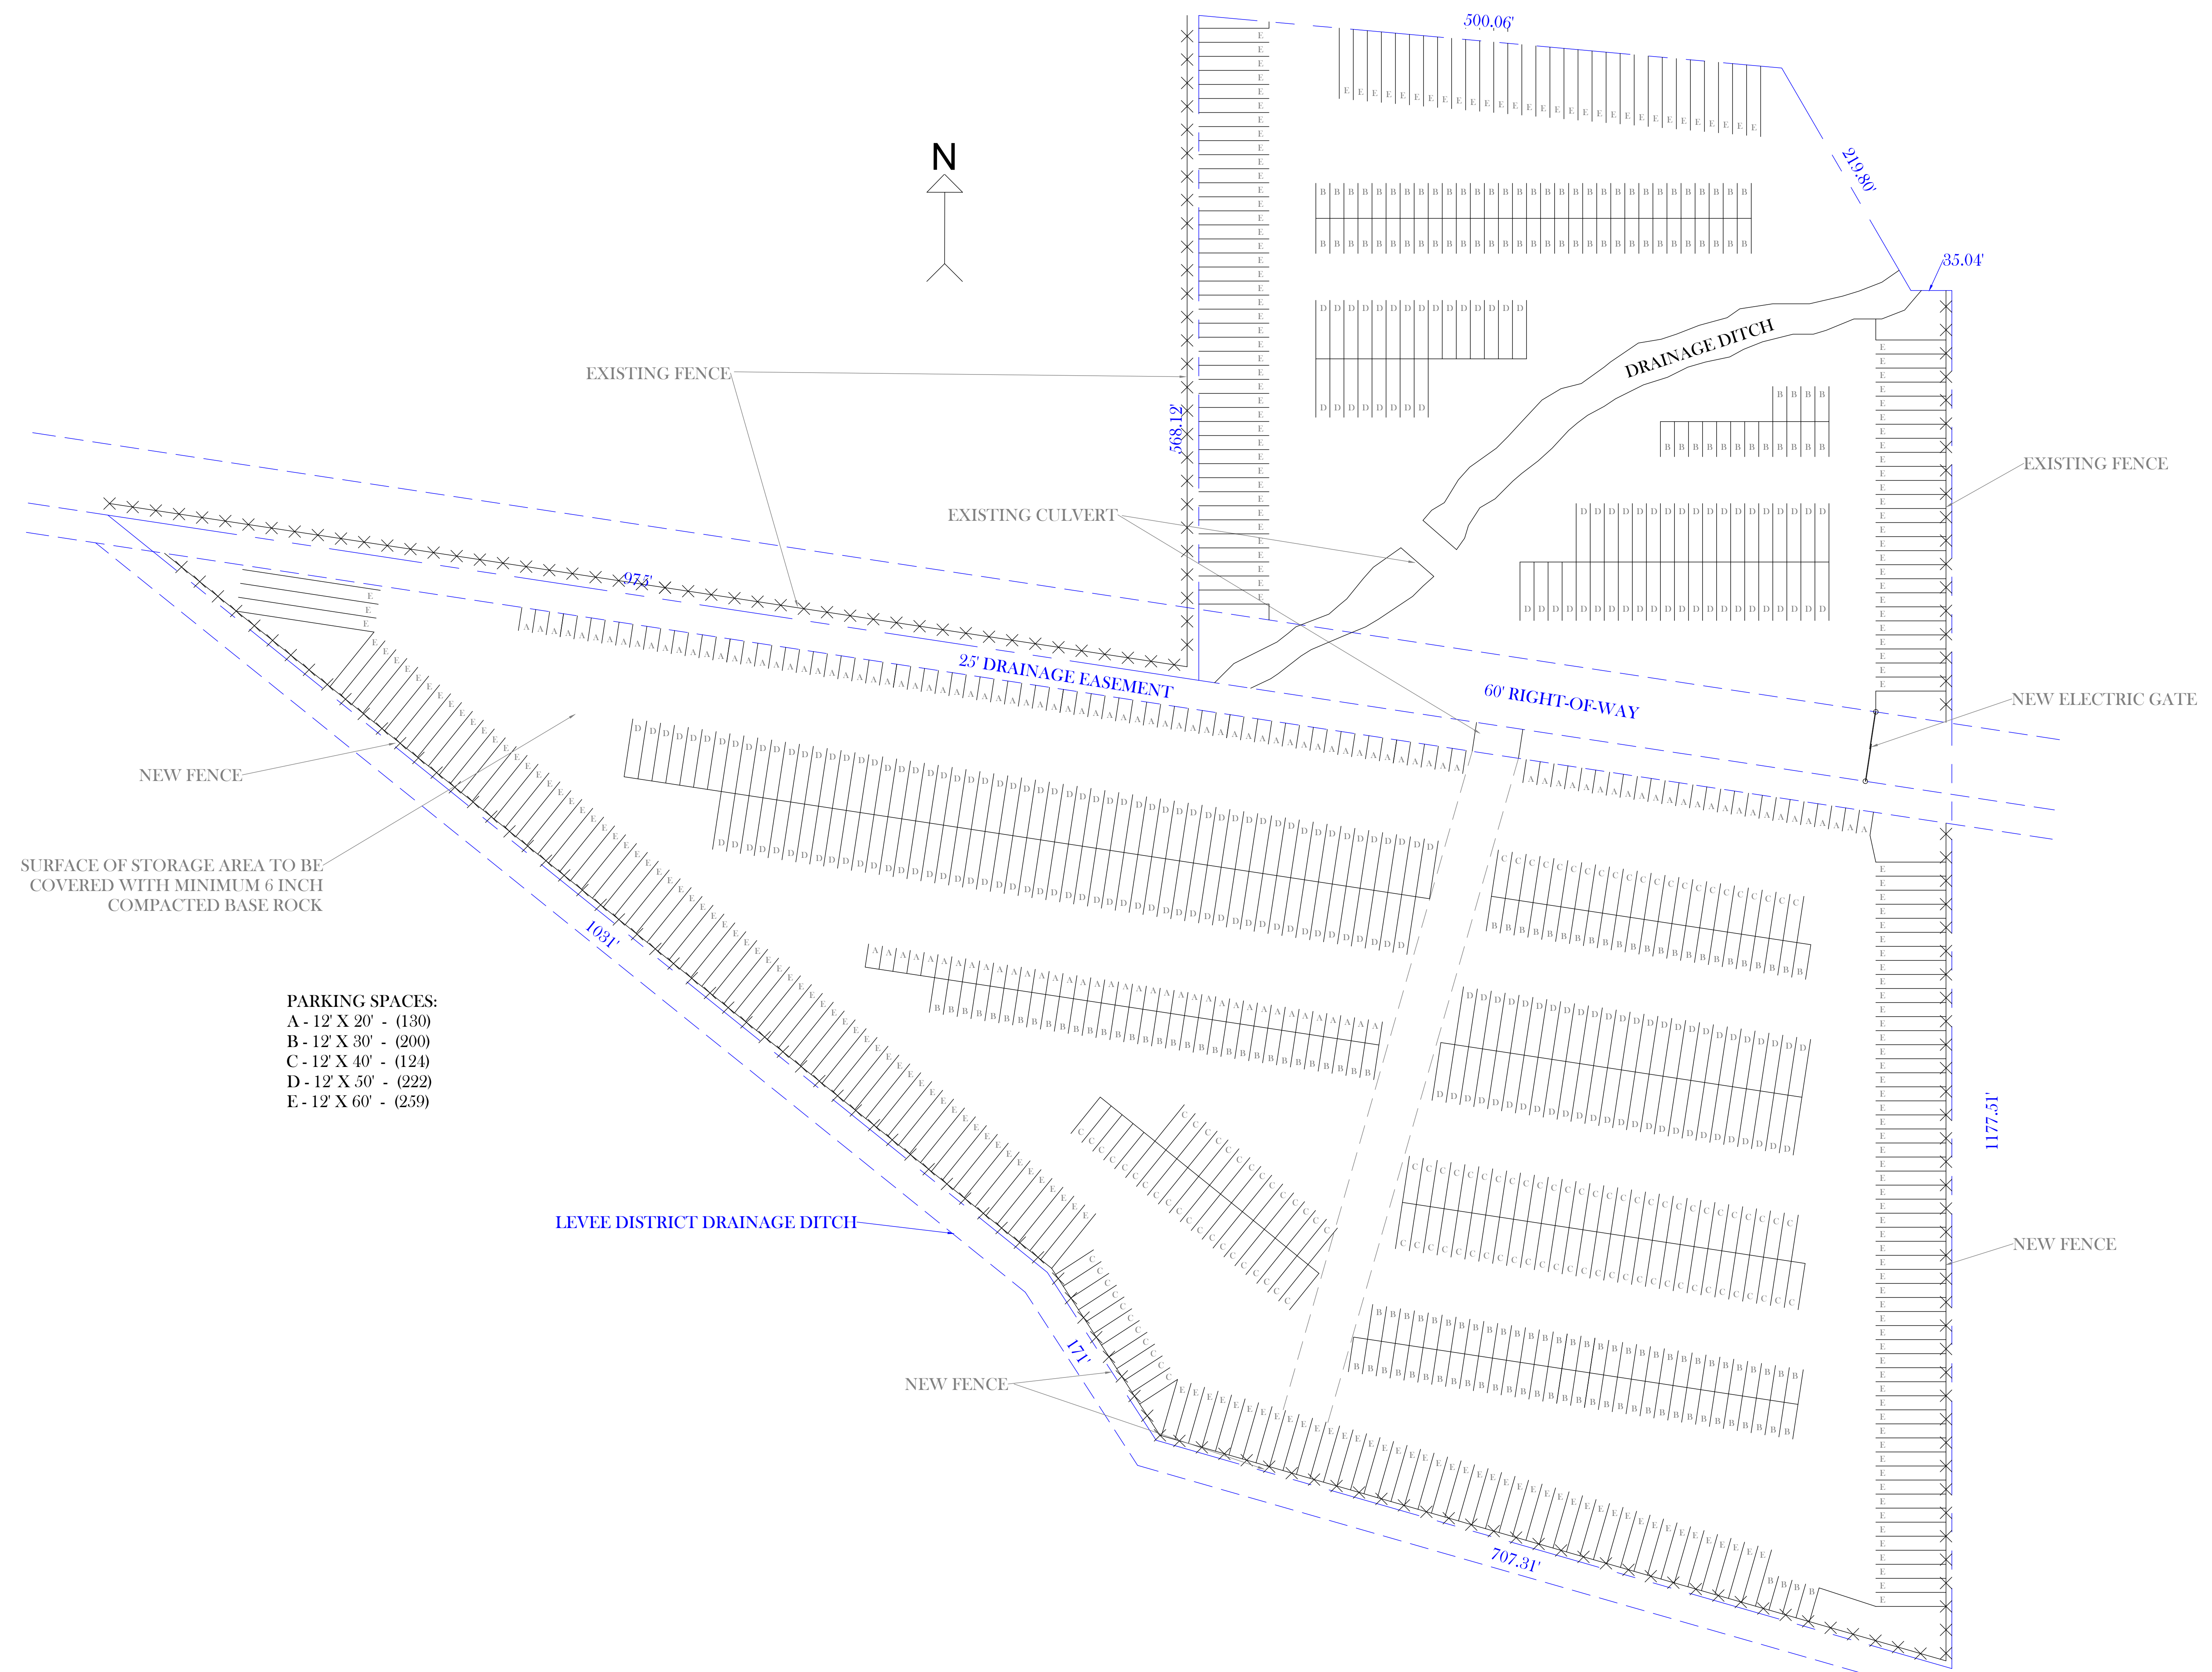 500.06'
N
219.80'
35.04'
DRAINAGE DITCH
EXISTING FENCE
568.12'
EXISTING FENCE
EXISTING CULVERT
975'
25' DRAINAGE EASEMENT
60' RIGHT-OF-WAY
NEW ELECTRIC GATE
NEW FENCE
SURFACE OF STORAGE AREA TO BE
COVERED WITH MINIMUM 6 INCH
COMPACTED BASE ROCK
1031'
PARKING SPACES:
A - 12' X 20' - (130)
B - 12' X 30' - (200)
C - 12' X 40' - (124)
D - 12' X 50' - (222)
E - 12' X 60' - (259)
1177.51'
LEVEE DISTRICT DRAINAGE DITCH
NEW FENCE
171'
NEW FENCE
707.31'